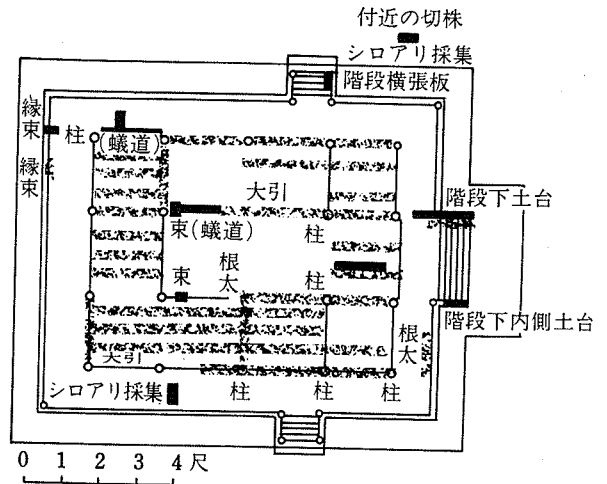 付近の切株
シロアリ採集
階段横張板
縁束
柱
(蟻道)
縁束
大引
階段下土台
束(蟻道)
柱
束
根太
柱
階段下内側土台
根太
大引
シロアリ採集
柱
柱
柱
0 1 2 3 4尺